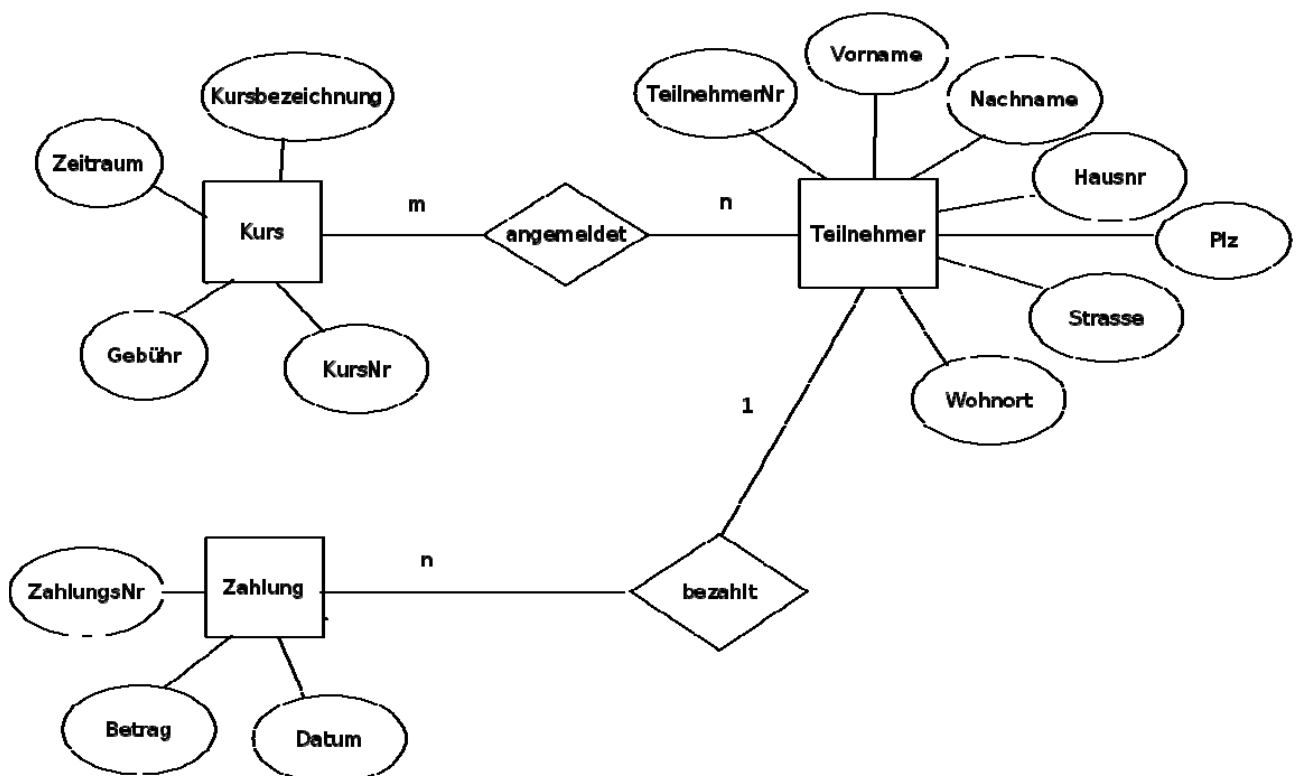 Vorname
Kursbezeichnung
TeilnehmerNr
Nachname
Zeitraum
Hausnr
m
n
Kurs
angemeldet
Teilnehmer
Plz
Gebühr
KursNr
Strasse
Wohnort
1
n
ZahlungsNr
Zahlung
bezahlt
Betrag
Datum